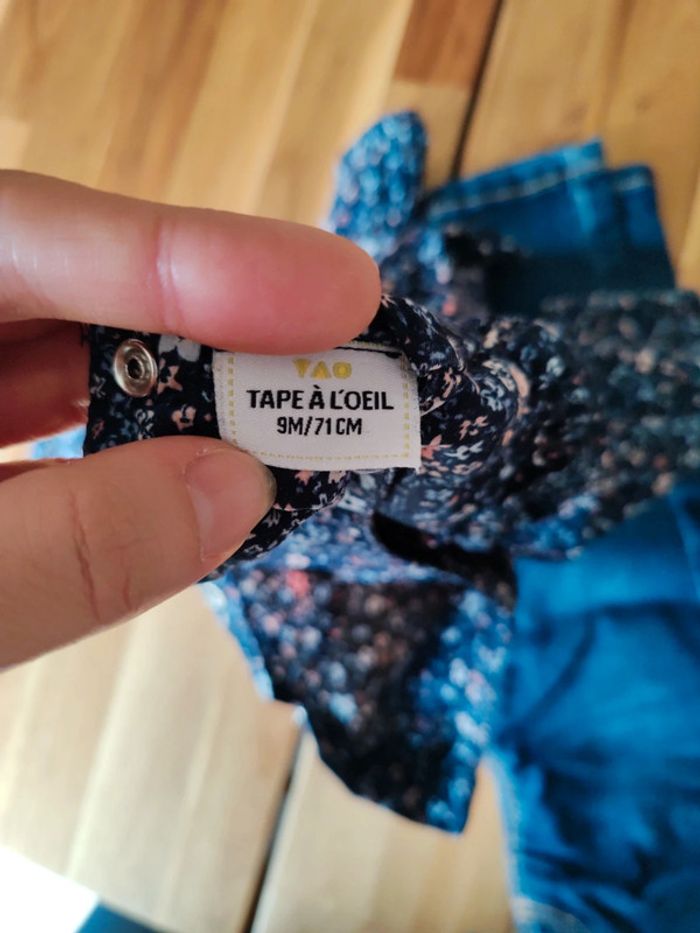 TAO
TAPE À L'OEIL
9M/71CM